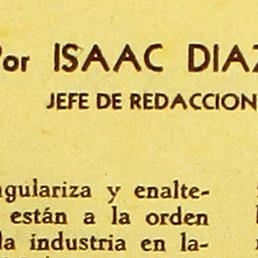 Por ISAAC DIAZ
JEFE DE REDACCION
ngulariza y enalte-
están a la orden
la industria en la-